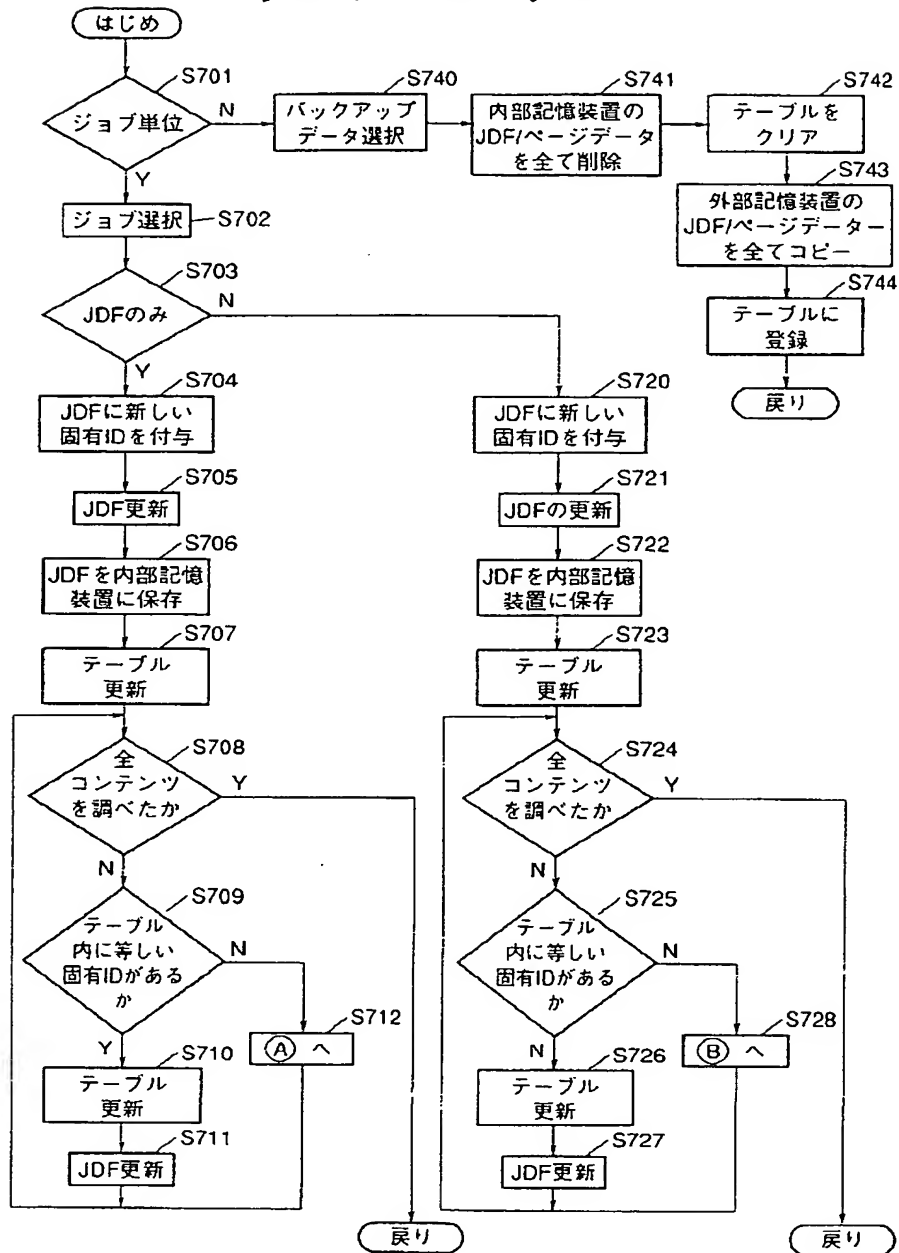 はじめ
S701
ジョブ単位
N
Y
S740
バックアップ
データ選択
S741
内部記憶装置の
JDF/ページデータ
を全て削除
S742
テーブルを
クリア
S743
外部記憶装置の
JDF/ページデーター
を全てコピー
S744
テーブルに
登録
戻り
ジョブ選択
S702
S703
JDFのみ
N
Y
S704
JDFに新しい
固有IDを付与
S705
JDF更新
S706
JDFを内部記憶
装置に保存
S707
テーブル
更新
S708
全
コンテンツ
を調べたか
Y
N
S709
テーブル
内に等しい
固有IDがある
か
N
Y
S712
Ⓐ へ
S710
テーブル
更新
S711
JDF更新
戻り
S720
JDFに新しい
固有IDを付与
S721
JDFの更新
S722
JDFを内部記憶
装置に保存
S723
テーブル
更新
S724
全
コンテンツ
を調べたか
Y
N
S725
テーブル
内に等しい
固有IDがある
か
N
N
S728
Ⓑ へ
S726
テーブル
更新
S727
JDF更新
戻り